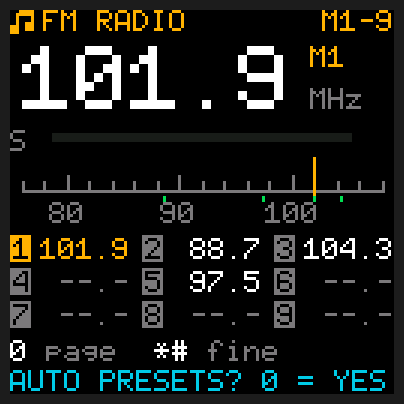 FM RADIO M1-9
101.9 M1
MHz
S
80 90 100
1 101.9 2 88.7 3 104.3
4 --.- 5 97.5 6 --.-
7 --.- 8 --.- 9 --.-
0 page *# fine
AUTO PRESETS? 0 = YES